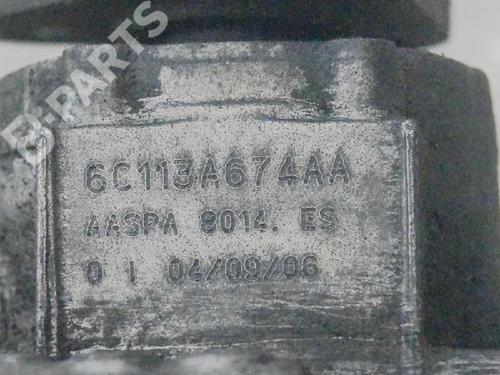 B-PARTS
6C113A674AA
AASPA 8014. ES
0 1 04/09/06